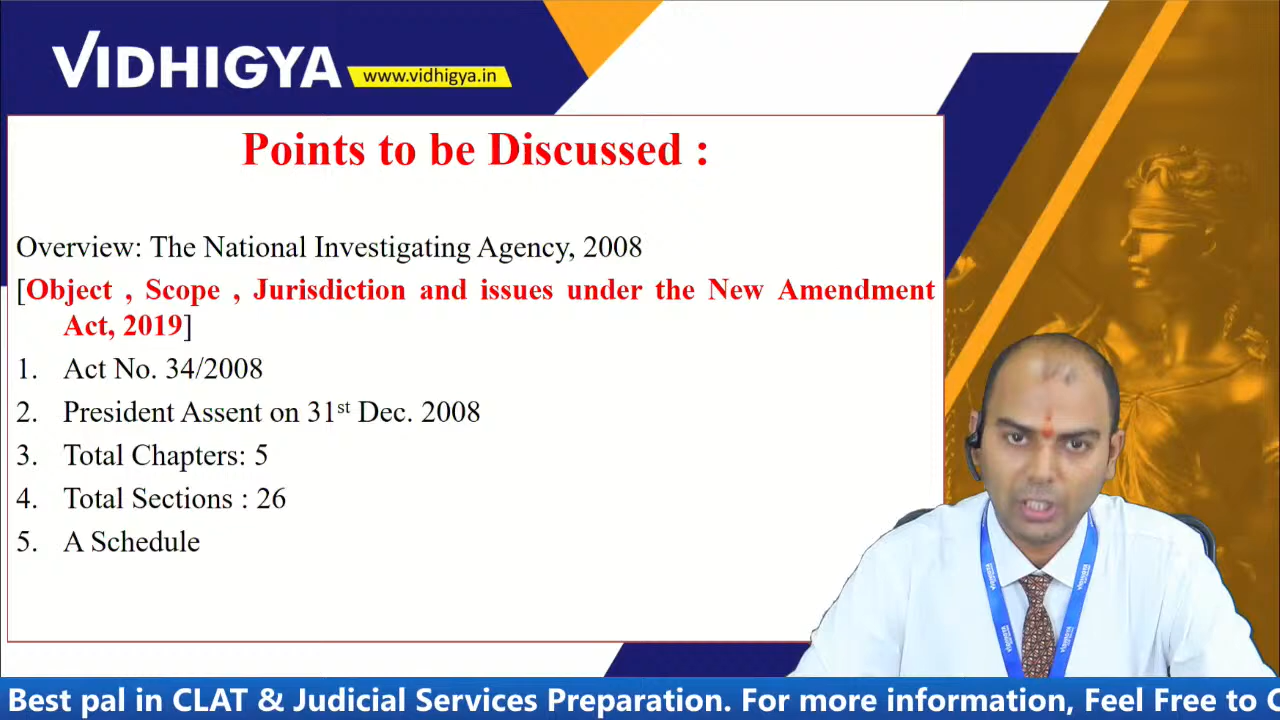 VIDHIGYA
www.vidhigya.in
Points to be Discussed :
Overview: The National Investigating Agency, 2008
[Object , Scope , Jurisdiction and issues under the New Amendment
Act, 2019]
1. Act No. 34/2008
2. President Assent on 31st Dec. 2008
3. Total Chapters: 5
4. Total Sections : 26
5. A Schedule
Best pal in CLAT & Judicial Services Preparation. For more information, Feel Free to